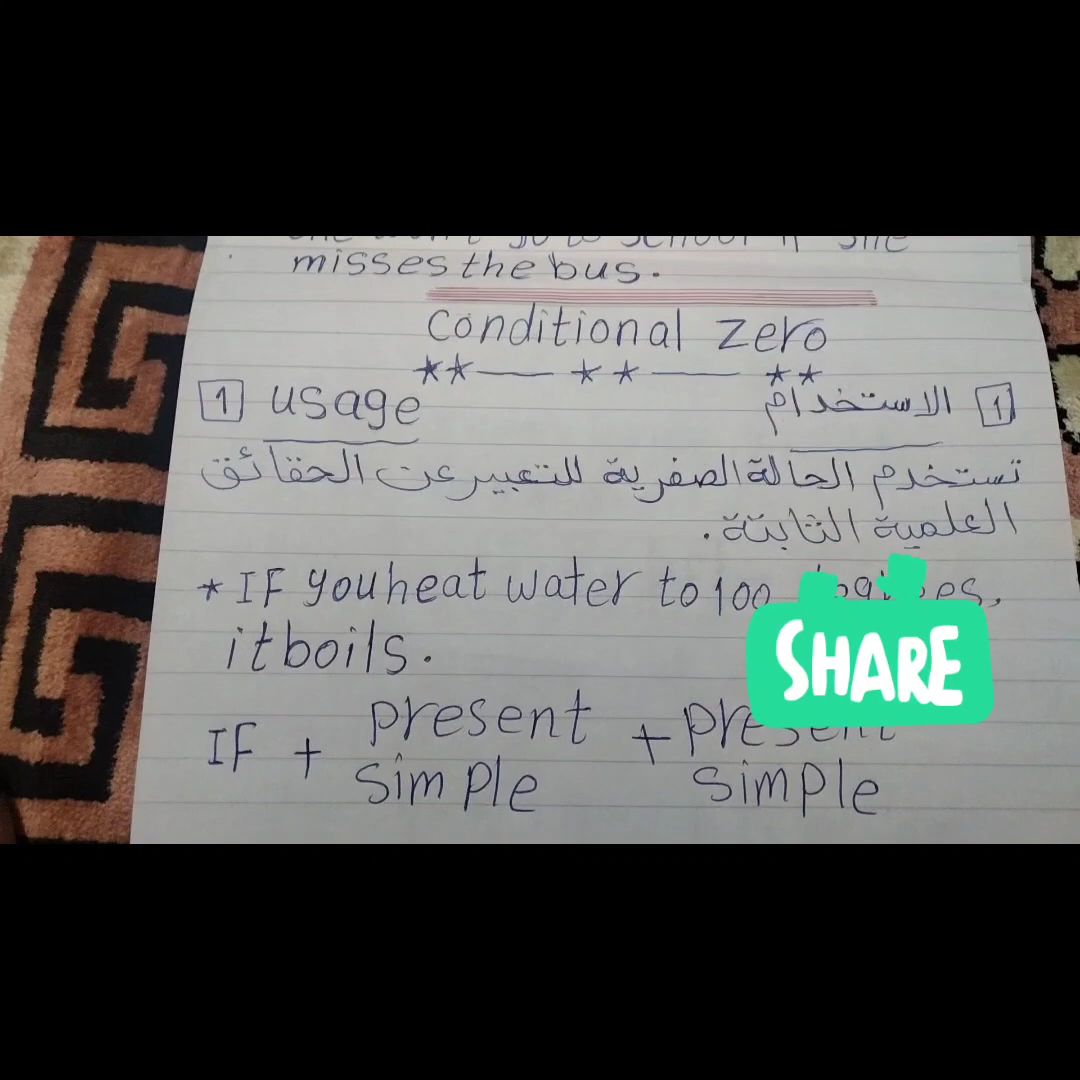 misses the bus.
Conditional zero
1 usage
1 الاستخدام
تستخدم الحالة الصفرية للتعبير عن الحقائق
العلمية الثابتة.
* IF you heat water to 100
it boils.
SHARE
IF + present simple + present simple